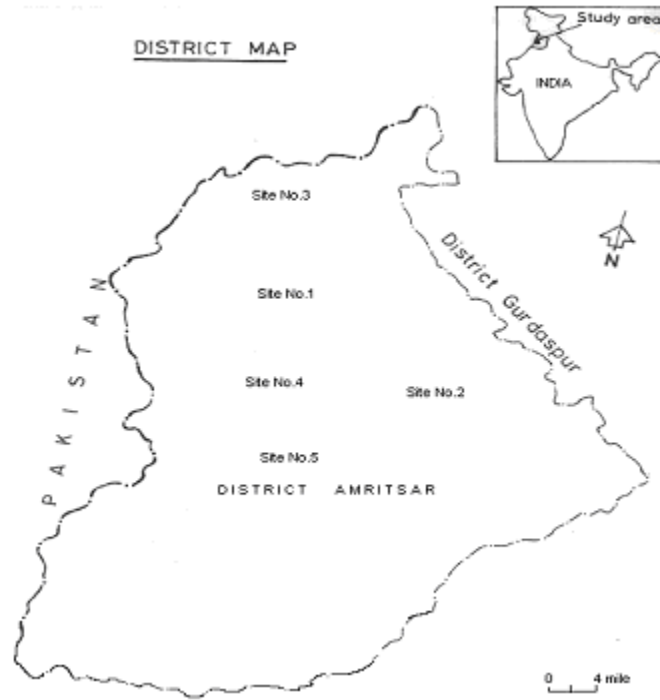 DISTRICT MAP
Study area
INDIA
Site No.3
N
District Gurdaspur
Site No.1
PAKISTAN
Site No.4
Site No.2
Site No.5
DISTRICT AMRITSAR
0 4 mile